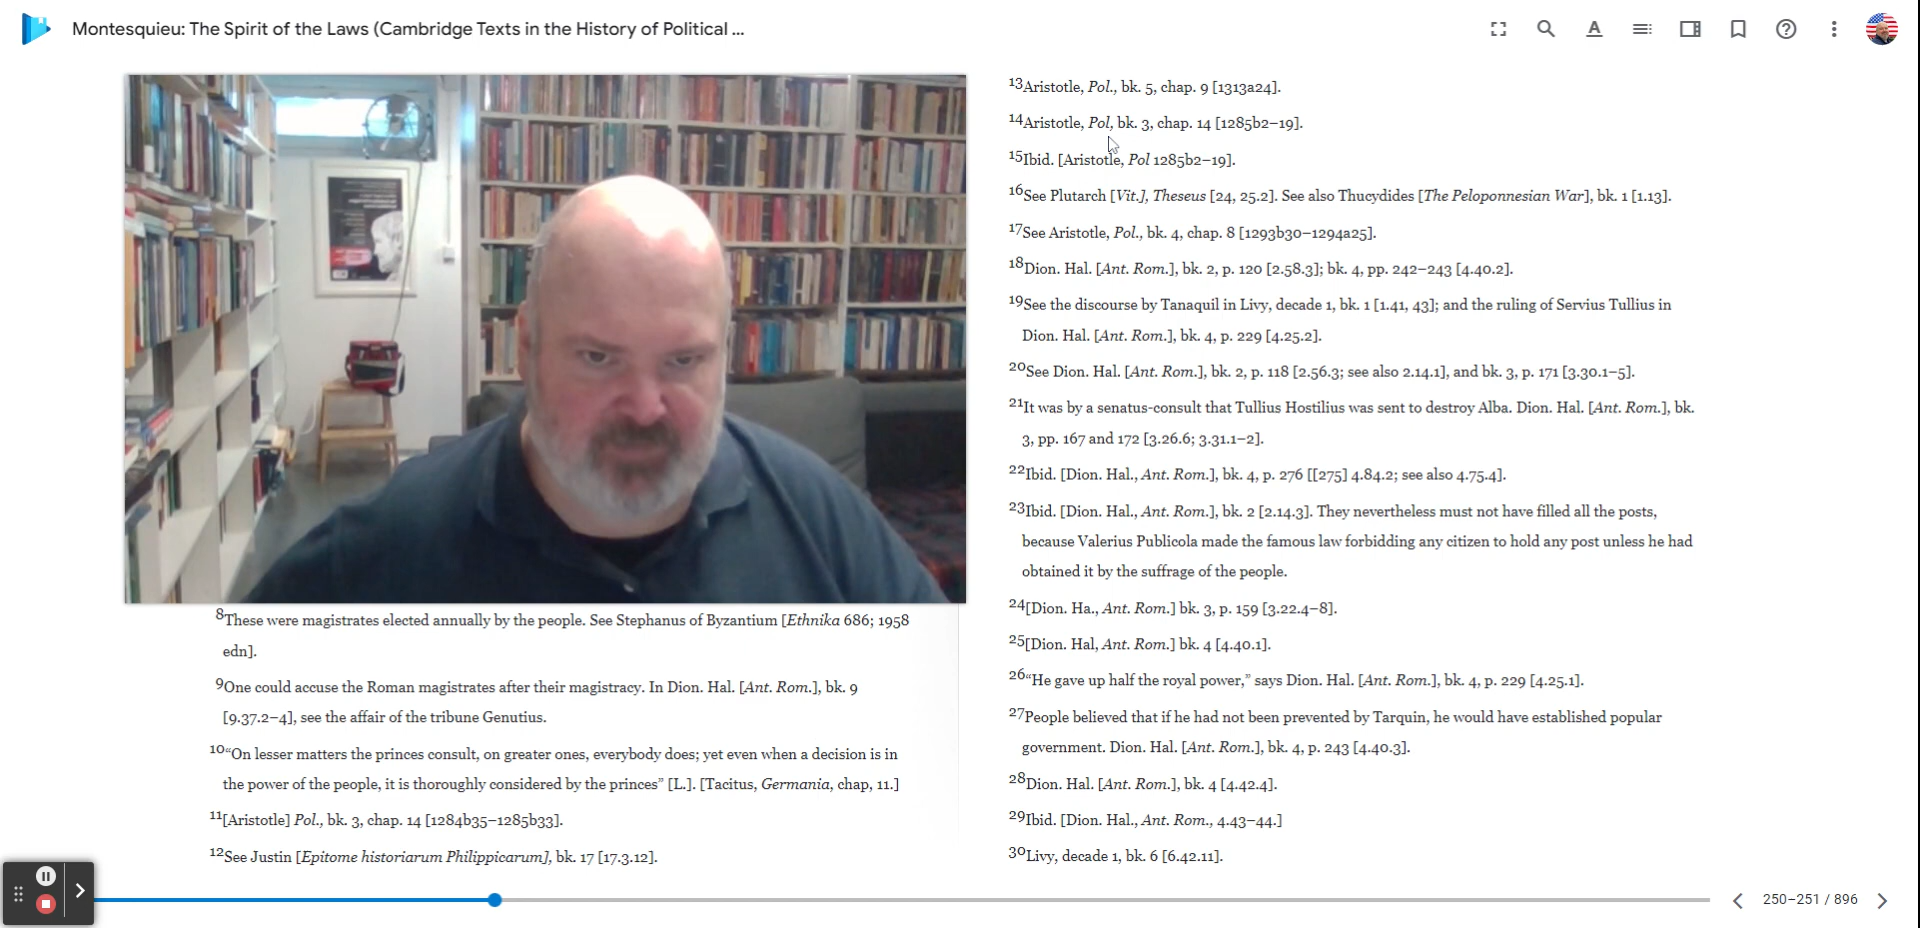 Montesquieu: The Spirit of the Laws (Cambridge Texts in the History of Political ...
8These were magistrates elected annually by the people. See Stephanus of Byzantium [Ethnika 686; 1958
edn].
9One could accuse the Roman magistrates after their magistracy. In Dion. Hal. [Ant. Rom.], bk. 9
[9.37.2–4], see the affair of the tribune Genutius.
10“On lesser matters the princes consult, on greater ones, everybody does; yet even when a decision is in
the power of the people, it is thoroughly considered by the princes” [L.]. [Tacitus, Germania, chap, 11.]
11[Aristotle] Pol., bk. 3, chap. 14 [1284b35–1285b33].
12See Justin [Epitome historiarum Philippicarum], bk. 17 [17.3.12].
13Aristotle, Pol., bk. 5, chap. 9 [1313a24].
14Aristotle, Pol, bk. 3, chap. 14 [1285b2–19].
15Ibid. [Aristotle, Pol 1285b2–19].
16See Plutarch [Vit.], Theseus [24, 25.2]. See also Thucydides [The Peloponnesian War], bk. 1 [1.13].
17See Aristotle, Pol., bk. 4, chap. 8 [1293b30–1294a25].
18Dion. Hal. [Ant. Rom.], bk. 2, p. 120 [2.58.3]; bk. 4, pp. 242–243 [4.40.2].
19See the discourse by Tanaquil in Livy, decade 1, bk. 1 [1.41, 43]; and the ruling of Servius Tullius in
Dion. Hal. [Ant. Rom.], bk. 4, p. 229 [4.25.2].
20See Dion. Hal. [Ant. Rom.], bk. 2, p. 118 [2.56.3; see also 2.14.1], and bk. 3, p. 171 [3.30.1–5].
21It was by a senatus-consult that Tullius Hostilius was sent to destroy Alba. Dion. Hal. [Ant. Rom.], bk.
3, pp. 167 and 172 [3.26.6; 3.31.1–2].
22Ibid. [Dion. Hal., Ant. Rom.], bk. 4, p. 276 [[275] 4.84.2; see also 4.75.4].
23Ibid. [Dion. Hal., Ant. Rom.], bk. 2 [2.14.3]. They nevertheless must not have filled all the posts,
because Valerius Publicola made the famous law forbidding any citizen to hold any post unless he had
obtained it by the suffrage of the people.
24[Dion. Ha., Ant. Rom.] bk. 3, p. 159 [3.22.4–8].
25[Dion. Hal, Ant. Rom.] bk. 4 [4.40.1].
26“He gave up half the royal power,” says Dion. Hal. [Ant. Rom.], bk. 4, p. 229 [4.25.1].
27People believed that if he had not been prevented by Tarquin, he would have established popular
government. Dion. Hal. [Ant. Rom.], bk. 4, p. 243 [4.40.3].
28Dion. Hal. [Ant. Rom.], bk. 4 [4.42.4].
29Ibid. [Dion. Hal., Ant. Rom., 4.43–44.]
30Livy, decade 1, bk. 6 [6.42.11].
250–251 / 896